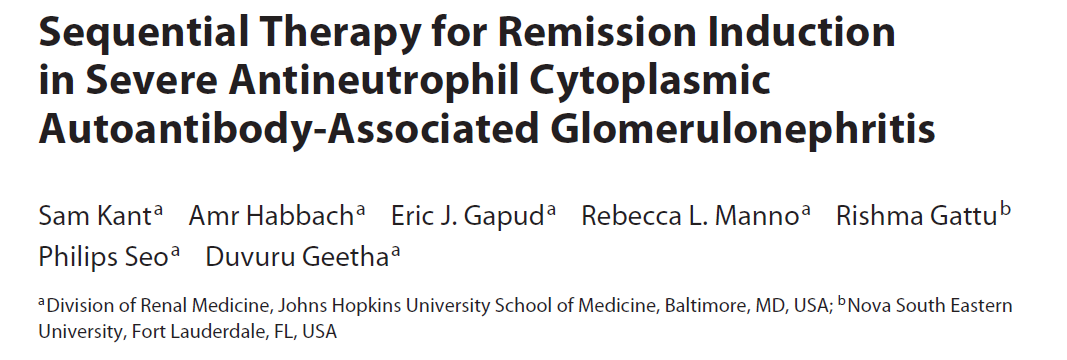 Sequential Therapy for Remission Induction
in Severe Antineutrophil Cytoplasmic
Autoantibody-Associated Glomerulonephritis
Sam Kantᵃ Amr Habbachᵃ Eric J. Gapudᵃ Rebecca L. Mannoᵃ Rishma Gattuᵇ
Philips Seoᵃ Duvuru Geethaᵃ
ᵃDivision of Renal Medicine, Johns Hopkins University School of Medicine, Baltimore, MD, USA; ᵇNova South Eastern
University, Fort Lauderdale, FL, USA